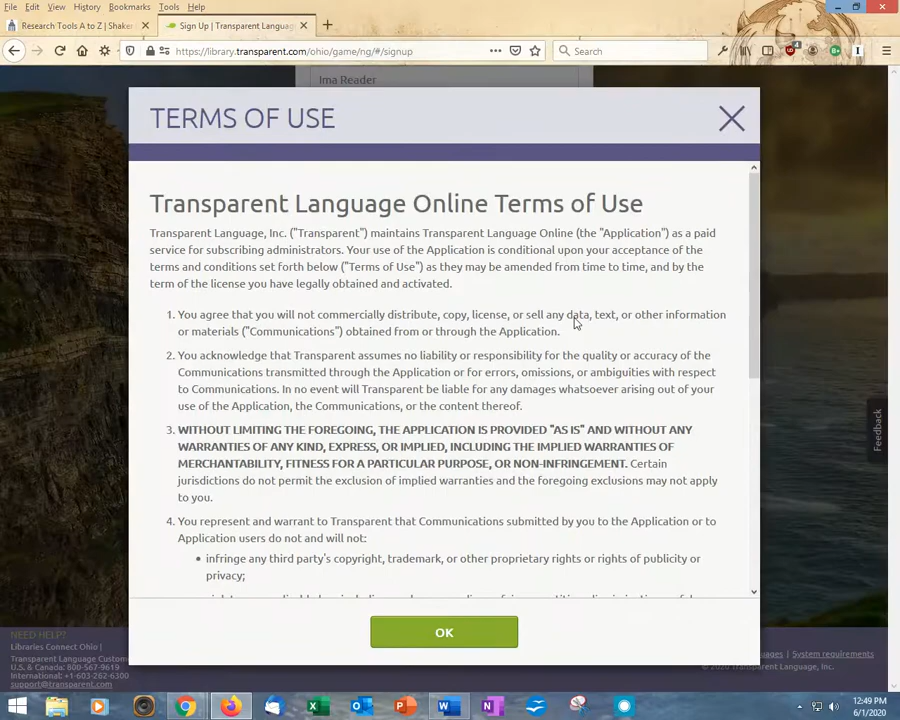 File Edit View History Bookmarks Tools Help
Research Tools A to Z | Shaker
Sign Up | Transparent Languag
https://library.transparent.com/ohio/game/ng/#/signup
Search
Ima Reader
TERMS OF USE
Transparent Language Online Terms of Use
Transparent Language, Inc. ("Transparent") maintains Transparent Language Online (the "Application") as a paid
service for subscribing administrators. Your use of the Application is conditional upon your acceptance of the
terms and conditions set forth below ("Terms of Use") as they may be amended from time to time, and by the
term of the license you have legally obtained and activated.
1. You agree that you will not commercially distribute, copy, license, or sell any data, text, or other information
or materials ("Communications") obtained from or through the Application.
2. You acknowledge that Transparent assumes no liability or responsibility for the quality or accuracy of the
Communications transmitted through the Application or for errors, omissions, or ambiguities with respect
to Communications. In no event will Transparent be liable for any damages whatsoever arising out of your
use of the Application, the Communications, or the content thereof.
3. WITHOUT LIMITING THE FOREGOING, THE APPLICATION IS PROVIDED "AS IS" AND WITHOUT ANY
WARRANTIES OF ANY KIND, EXPRESS, OR IMPLIED, INCLUDING THE IMPLIED WARRANTIES OF
MERCHANTABILITY, FITNESS FOR A PARTICULAR PURPOSE, OR NON-INFRINGEMENT. Certain
jurisdictions do not permit the exclusion of implied warranties and the foregoing exclusions may not apply
to you.
4. You represent and warrant to Transparent that Communications submitted by you to the Application or to
Application users do not and will not:
• infringe any third party's copyright, trademark, or other proprietary rights or rights of publicity or
privacy;
OK
Feedback
NEED HELP?
Libraries Connect Ohio |
Transparent Language Custom
U.S. & Canada: 800-567-9619
International: +1-603-262-6300
support@transparent.com
uages | System requirements
© 2020 Transparent Language, Inc.
12:49 PM
6/1/2020